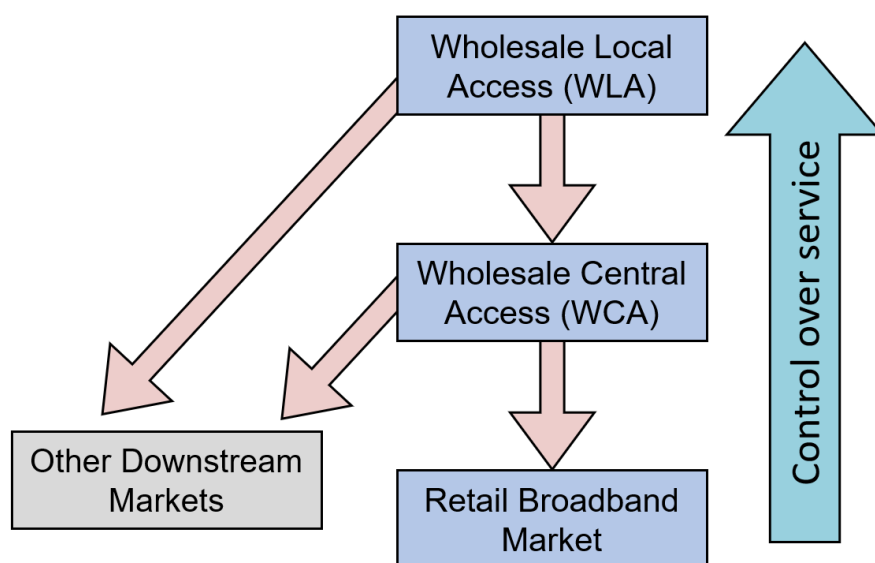 Wholesale Local
Access (WLA)
Wholesale Central
Access (WCA)
Other Downstream
Markets
Retail Broadband
Market
Control over service